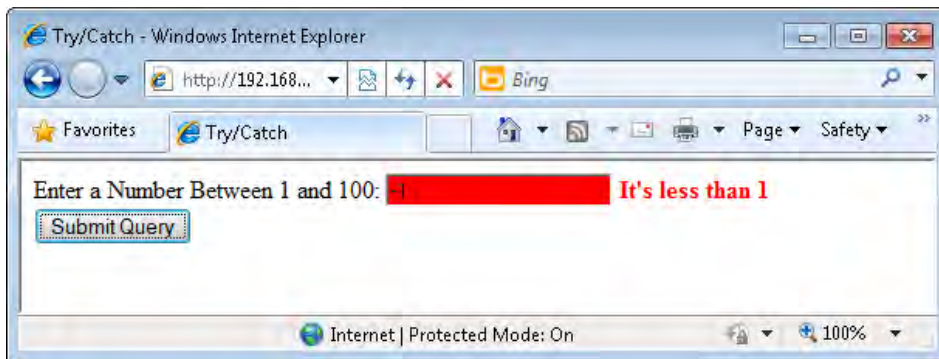 Try/Catch - Windows Internet Explorer
http://192.168... Bing
Favorites Try/Catch Page Safety »
Enter a Number Between 1 and 100: -1 It's less than 1
Submit Query
Internet | Protected Mode: On 100%